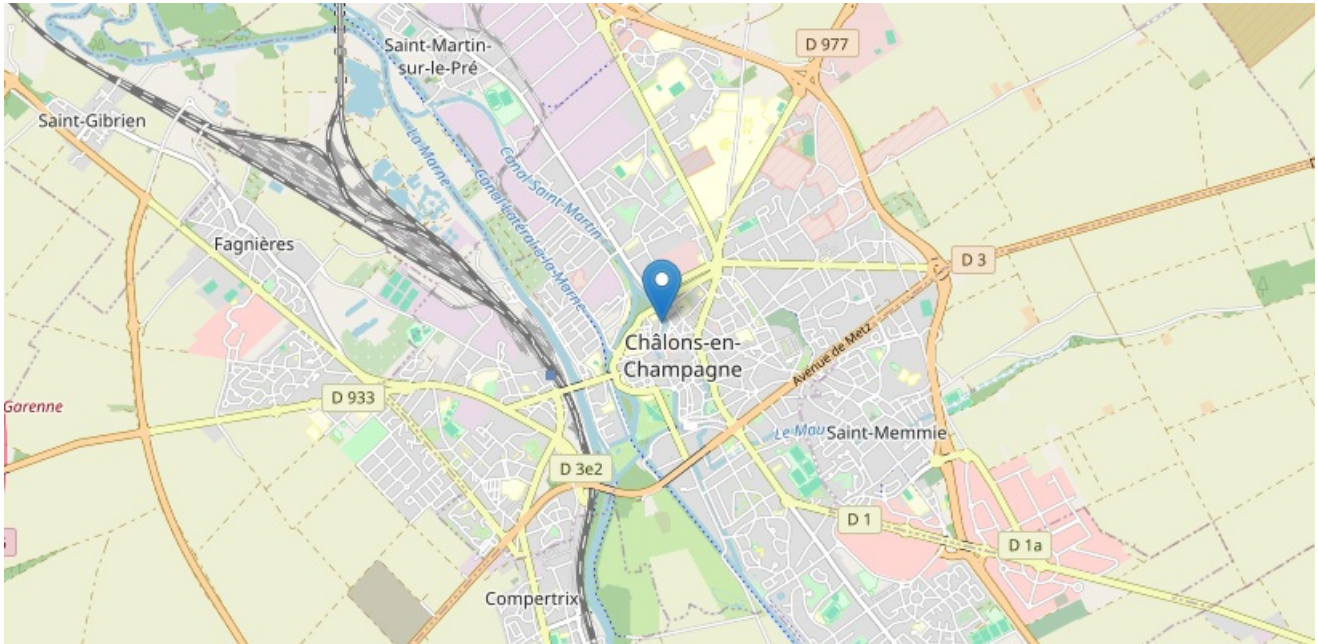 D 977
Saint-Martin-
sur-le-Pré
Saint-Gibrien
La Marne
Canal Saint-Martin
Canal Latéral à la Marne
Fagnières
D 3
Châlons-en-
Champagne
Avenue de Metz
D 933
Garenne
Le Mau
Saint-Memmie
D 3e2
D 1
D 1a
Compertrix